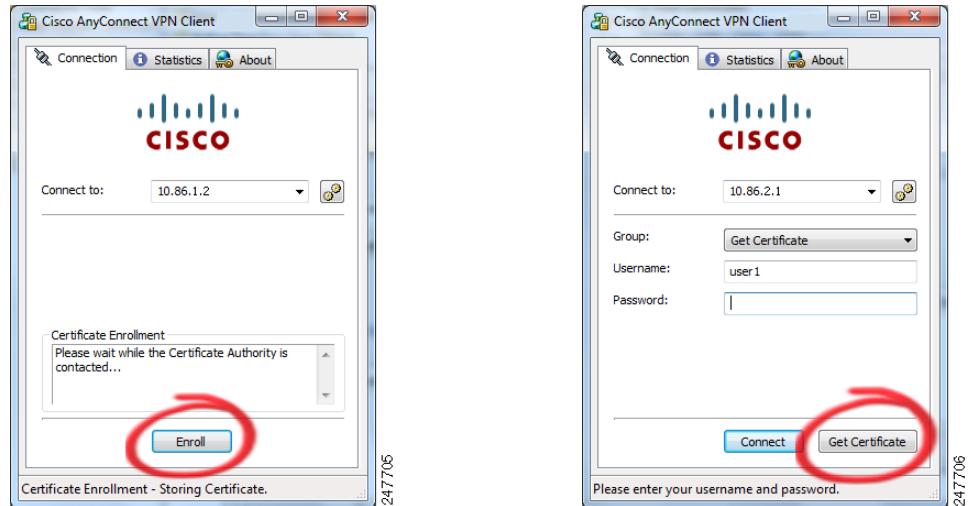 Cisco AnyConnect VPN Client
Connection Statistics About
CISCO
Connect to: 10.86.1.2
Certificate Enrollment
Please wait while the Certificate Authority is
contacted...
Enroll
Certificate Enrollment - Storing Certificate.
247705
Cisco AnyConnect VPN Client
Connection Statistics About
CISCO
Connect to: 10.86.2.1
Group: Get Certificate
Username: user1
Password:
Connect Get Certificate
Please enter your username and password.
247706